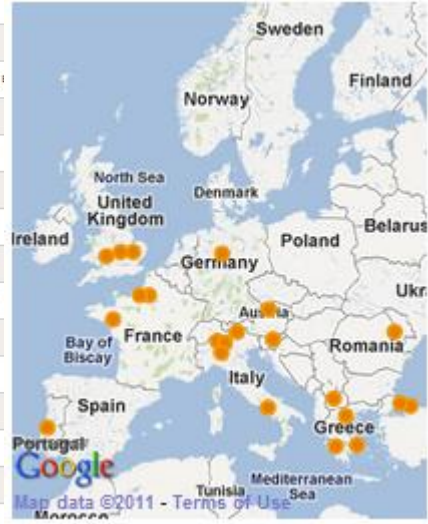 Sweden
Finland
Norway
North Sea
Denmark
United
Kingdom
Ireland
Belarus
Poland
Germany
Ukr
Austria
Bay of
Biscay
France
Romania
Italy
Spain
Greece
Portugal
Google
Tunisia
Mediterranean
Sea
Map data ©2011 - Terms of Use
Morocco